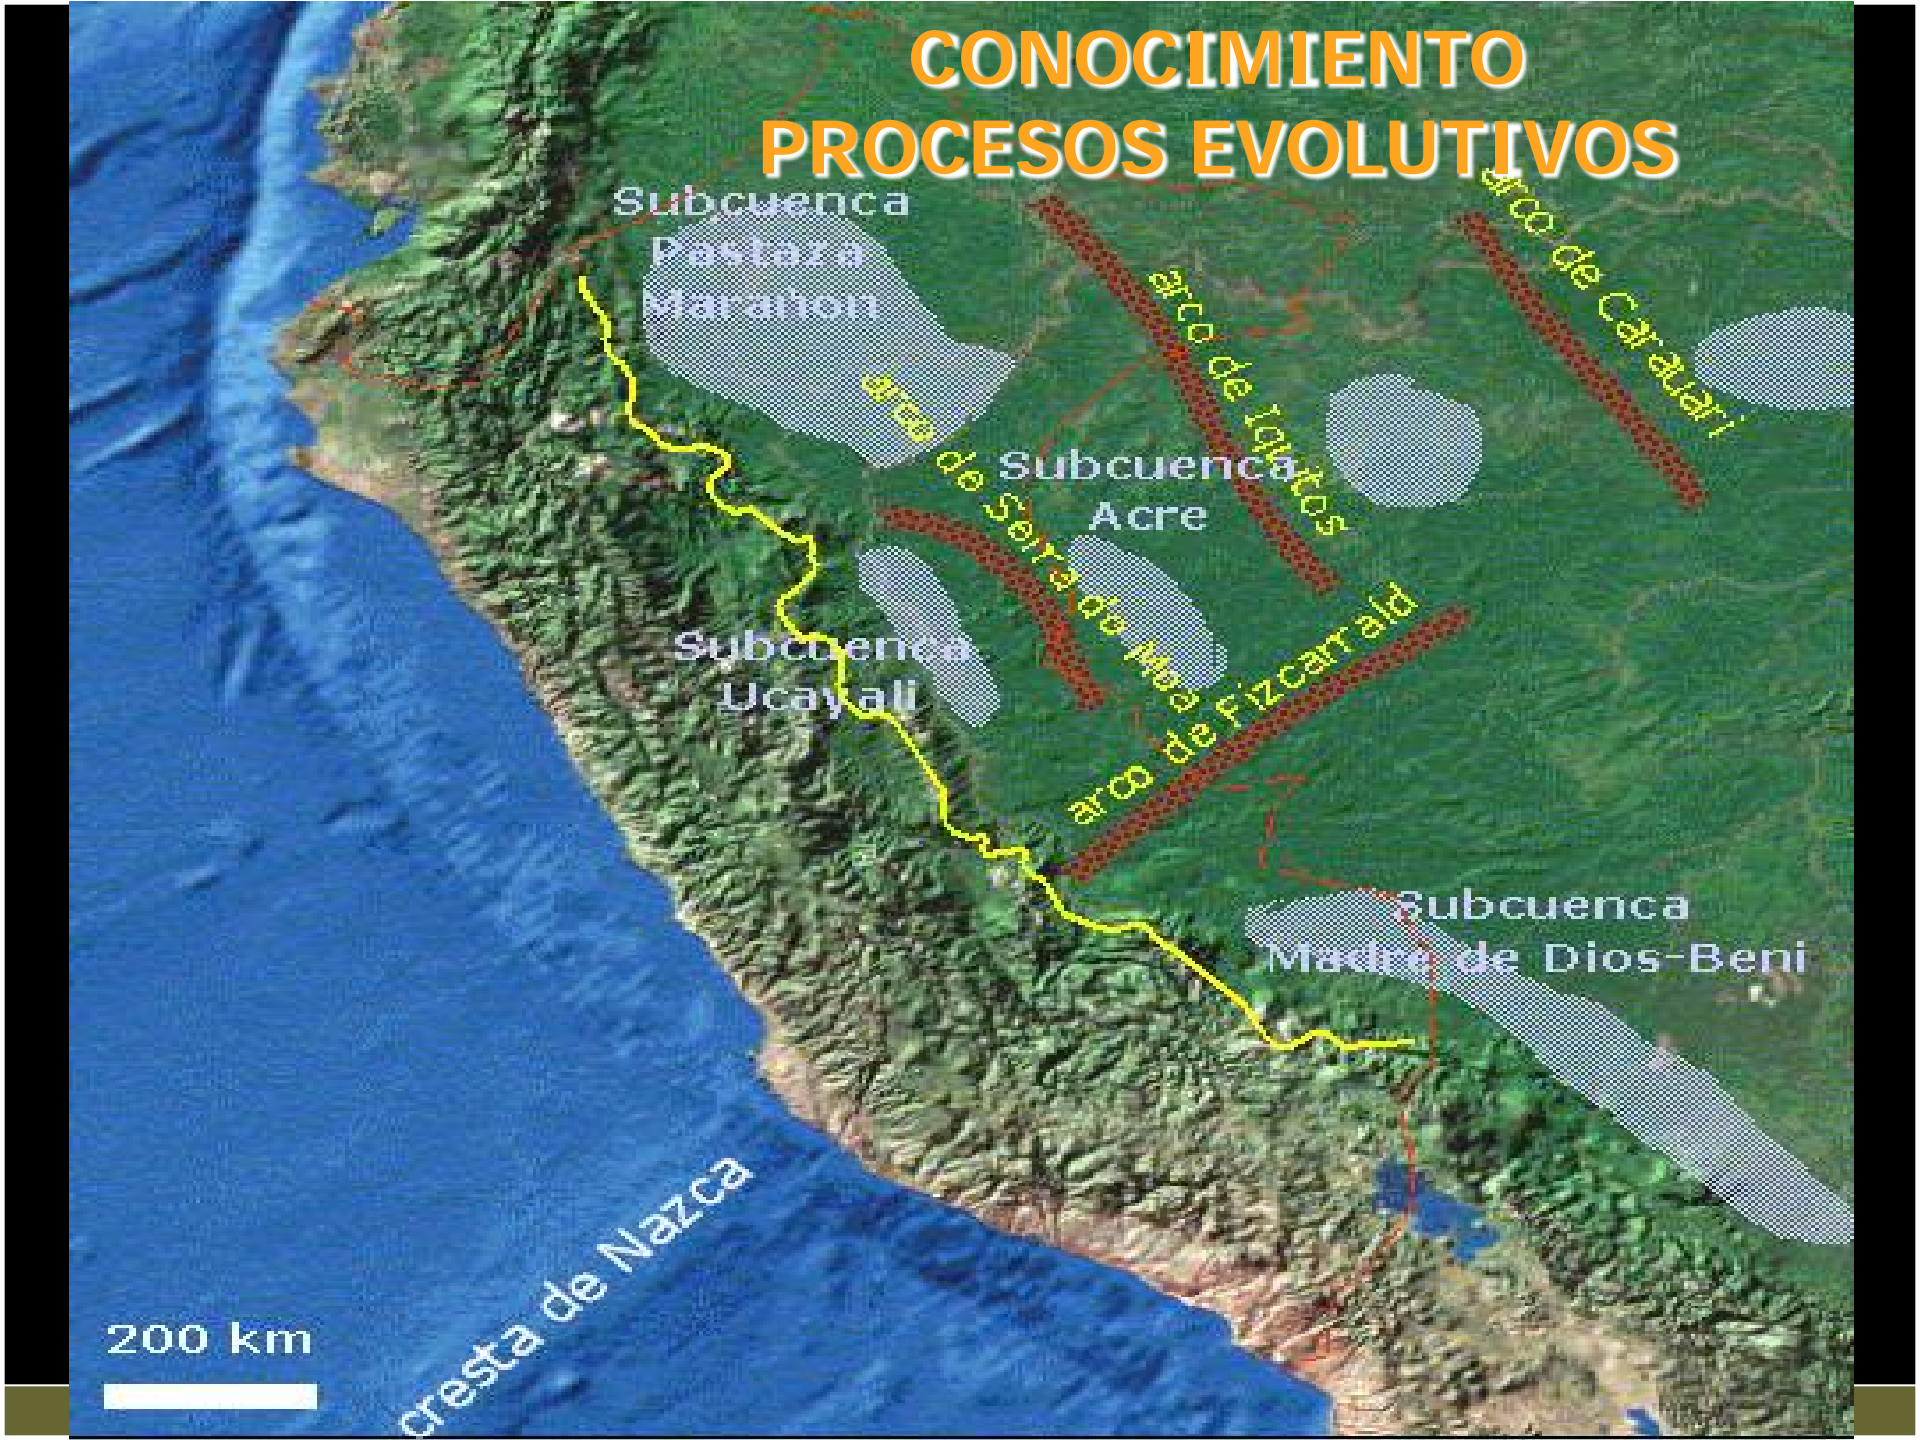 CONOCIMIENTO
PROCESOS EVOLUTIVOS
Subcuenca
Pastaza
Marañon
arco de Carauari
arco de Iquitos
arco de Serra do Moa
Subcuenca
Acre
Subcuenca
Ucayali
arco de Fizcarrald
Subcuenca
Madre de Dios-Beni
cresta de Nazca
200 km